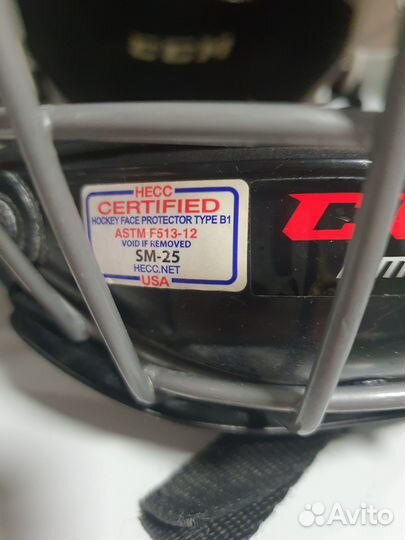 CCM
HECC
CERTIFIED
HOCKEY FACE PROTECTOR TYPE B1
ASTM F513-12
VOID IF REMOVED
SM-25
HECC.NET
USA
Avito